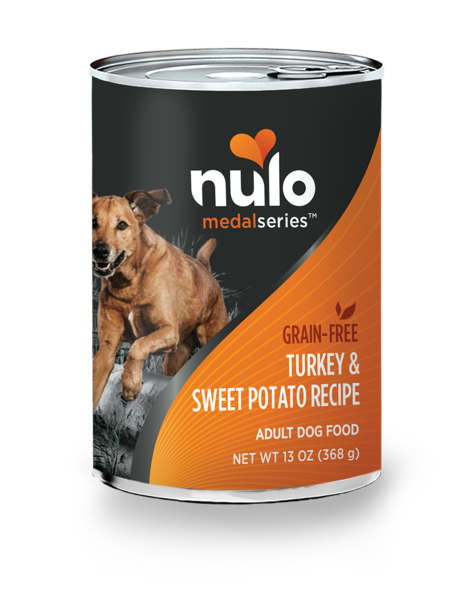 nulo
medalseries™
GRAIN-FREE
TURKEY &
SWEET POTATO RECIPE
ADULT DOG FOOD
NET WT 13 OZ (368 g)